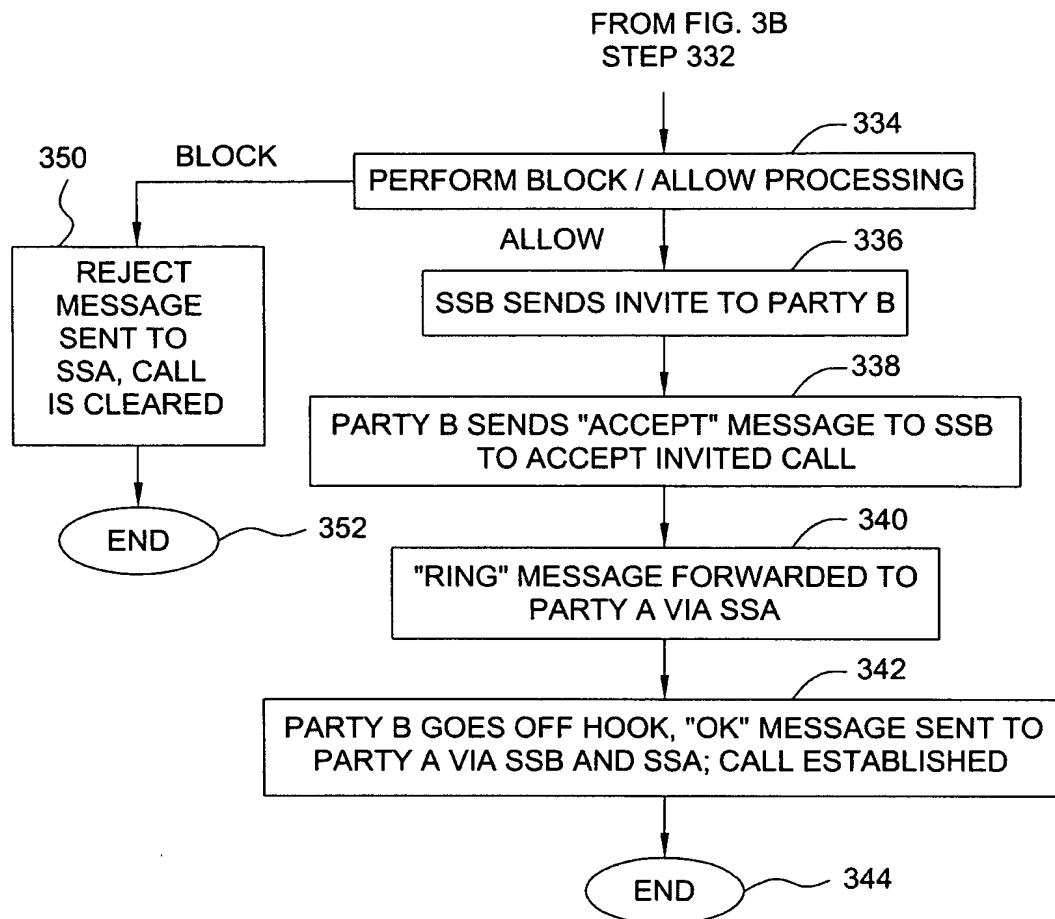 FROM FIG. 3B
STEP 332
334
PERFORM BLOCK / ALLOW PROCESSING
BLOCK
350
REJECT
MESSAGE
SENT TO
SSA, CALL
IS CLEARED
END
352
ALLOW
336
SSB SENDS INVITE TO PARTY B
338
PARTY B SENDS "ACCEPT" MESSAGE TO SSB
TO ACCEPT INVITED CALL
340
"RING" MESSAGE FORWARDED TO
PARTY A VIA SSA
342
PARTY B GOES OFF HOOK, "OK" MESSAGE SENT TO
PARTY A VIA SSB AND SSA; CALL ESTABLISHED
END
344